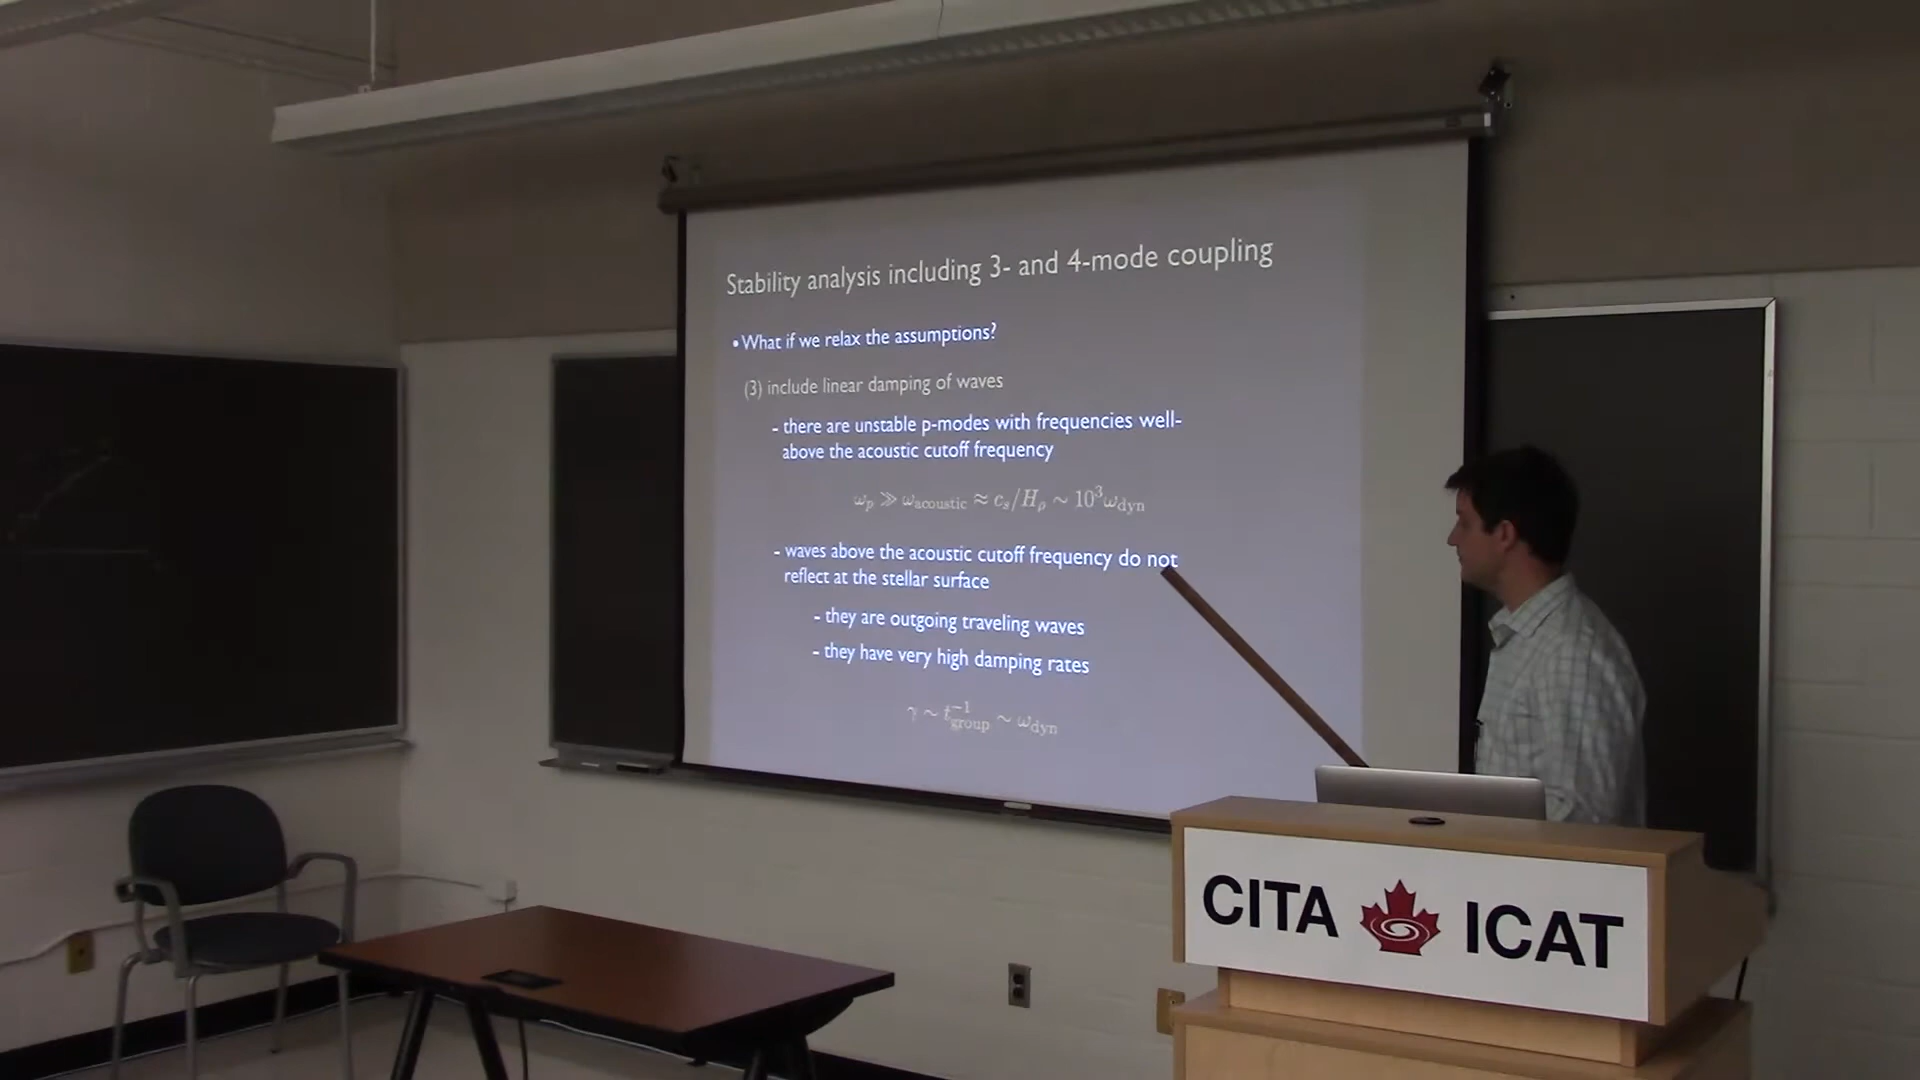 Stability analysis including 3- and 4-mode coupling
• What if we relax the assumptions?
(3) include linear damping of waves
- there are unstable p-modes with frequencies well-
above the acoustic cutoff frequency
ω_p ≫ ω_acoustic ≈ c_s/H_ρ ∼ 10³ω_dyn
- waves above the acoustic cutoff frequency do not
reflect at the stellar surface
- they are outgoing traveling waves
- they have very high damping rates
γ ∼ t_group⁻¹ ∼ ω_dyn
CITA ICAT